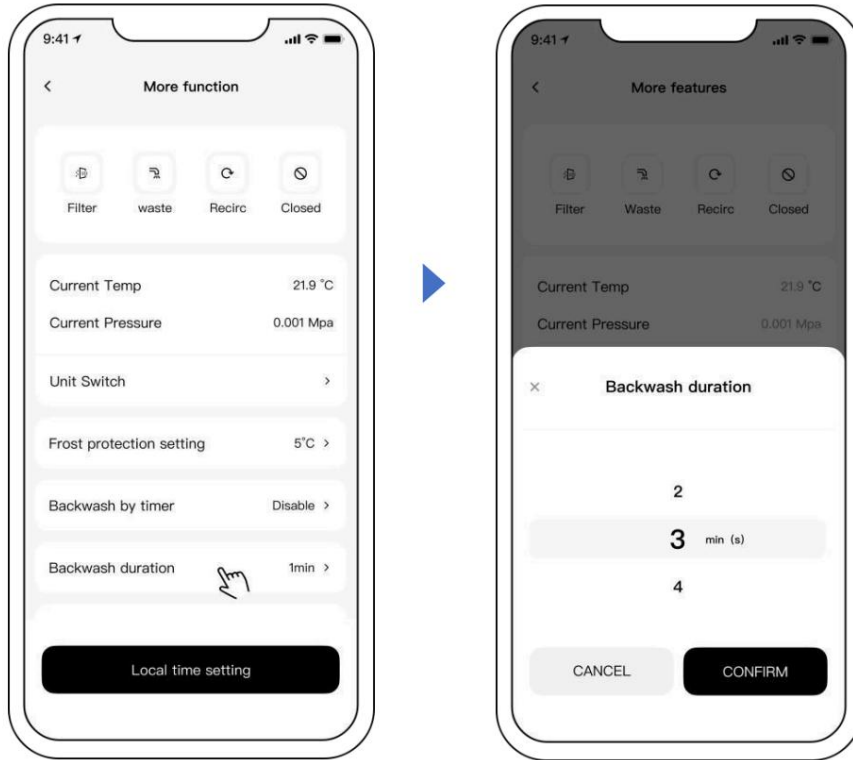 9:41
More function
Filter waste Recirc Closed
Current Temp 21.9 °C
Current Pressure 0.001 Mpa
Unit Switch
Frost protection setting 5°C
Backwash by timer Disable
Backwash duration 1min
Local time setting
9:41
More features
Filter Waste Recirc Closed
Current Temp 21.9 °C
Current Pressure 0.001 Mpa
Backwash duration
2
3 min (s)
4
CANCEL CONFIRM